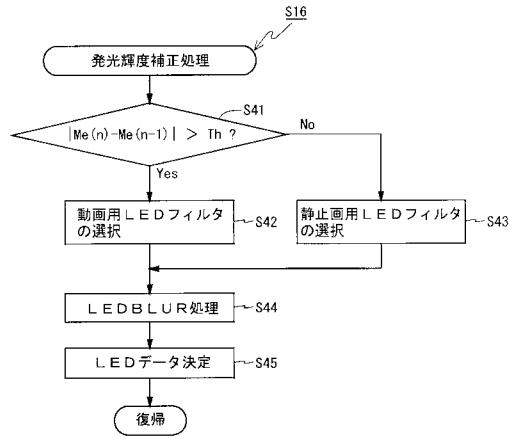 S16
発光輝度補正処理
S41
|Me(n)-Me(n-1)| > Th ?
No
Yes
動画用LEDフィルタ
の選択
S42
静止画用LEDフィルタ
の選択
S43
LEDBLUR処理
S44
LEDデータ決定
S45
復帰